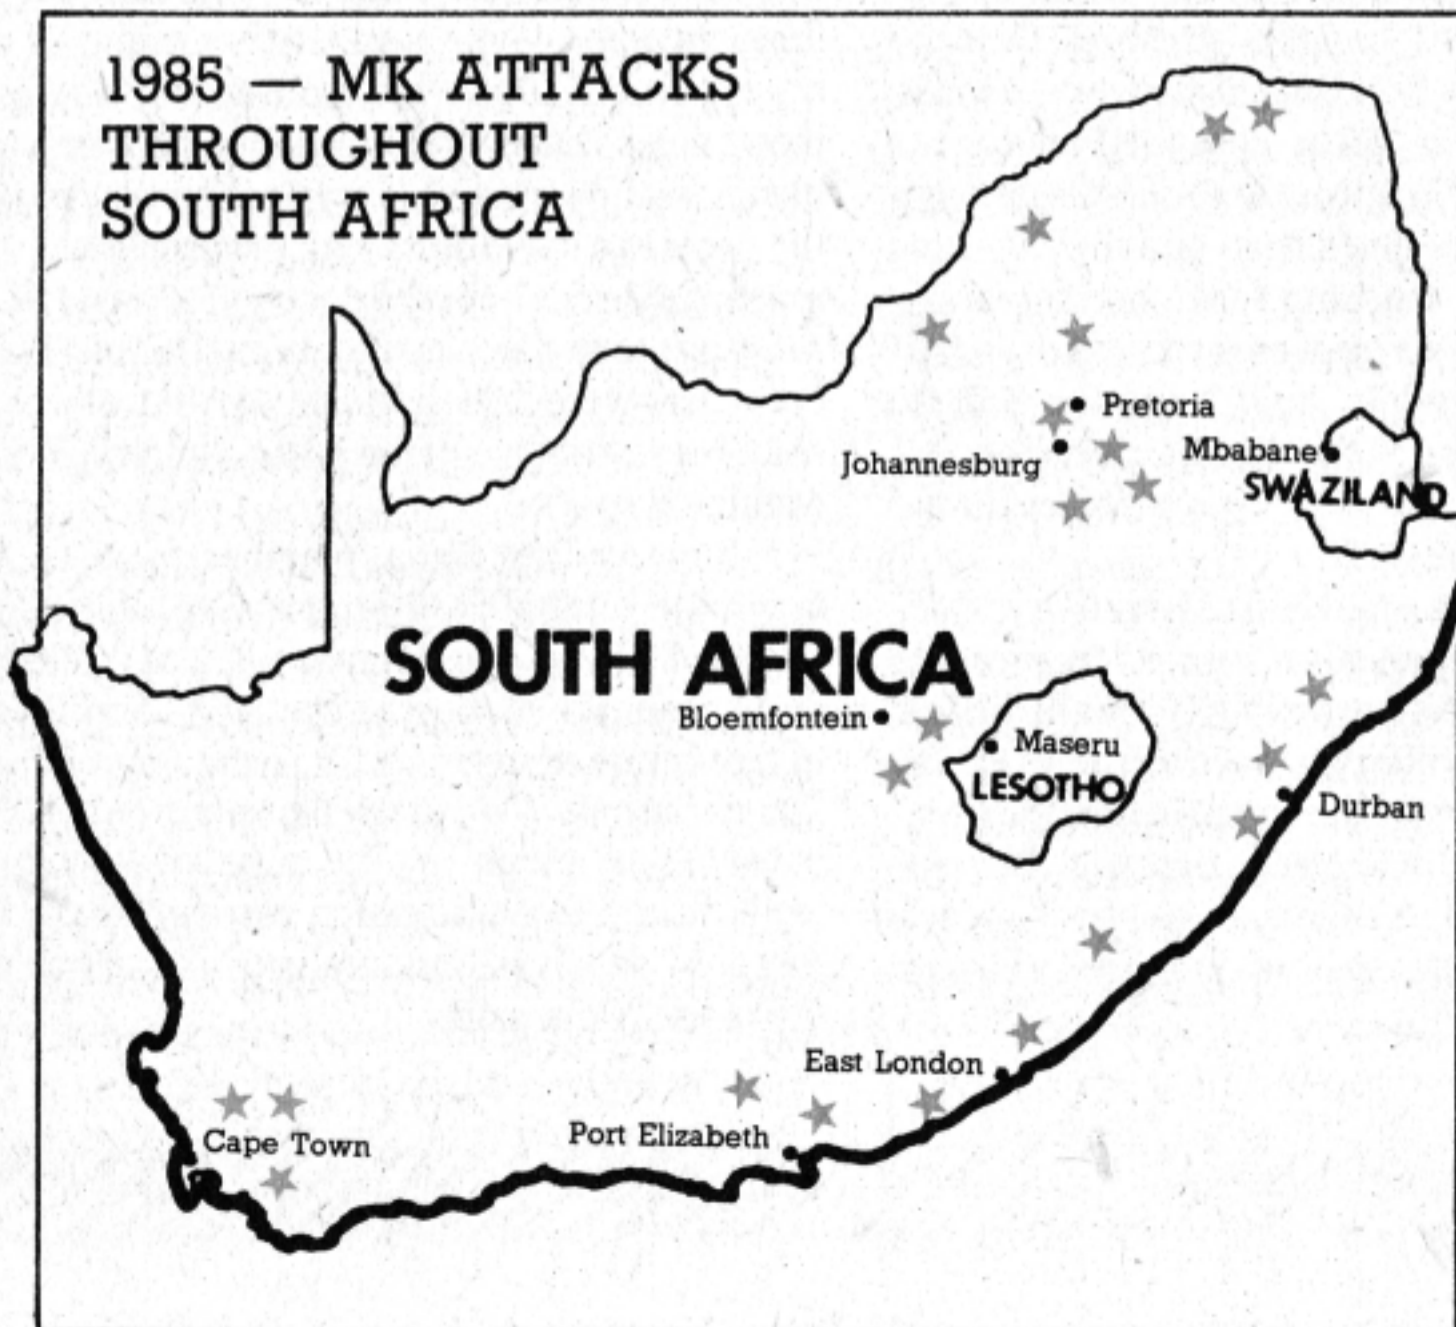 1985 — MK ATTACKS
THROUGHOUT
SOUTH AFRICA
Pretoria
Johannesburg
Mbabane
SWAZILAND
SOUTH AFRICA
Bloemfontein
Maseru
LESOTHO
Durban
East London
Port Elizabeth
Cape Town